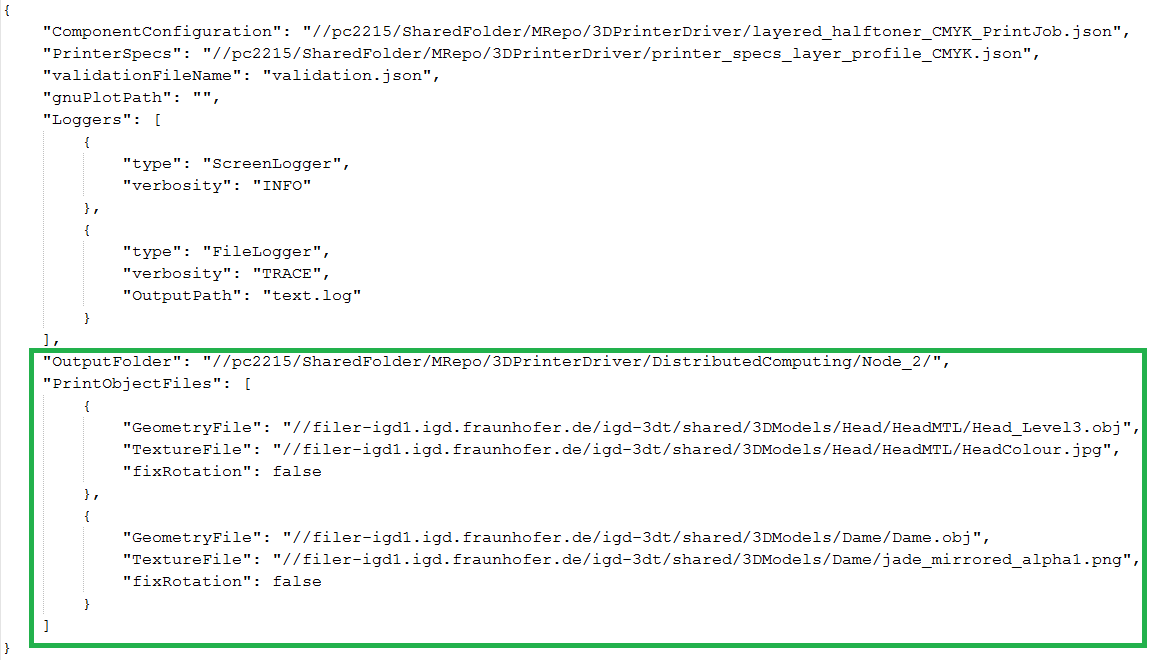 {
"ComponentConfiguration": "//pc2215/SharedFolder/MRepo/3DPrinterDriver/layered_halftoner_CMYK_PrintJob.json",
"PrinterSpecs": "//pc2215/SharedFolder/MRepo/3DPrinterDriver/printer_specs_layer_profile_CMYK.json",
"validationFileName": "validation.json",
"gnuPlotPath": "",
"Loggers": [
{
"type": "ScreenLogger",
"verbosity": "INFO"
},
{
"type": "FileLogger",
"verbosity": "TRACE",
"OutputPath": "text.log"
}
],
"OutputFolder": "//pc2215/SharedFolder/MRepo/3DPrinterDriver/DistributedComputing/Node_2/",
"PrintObjectFiles": [
{
"GeometryFile": "//filer-igd1.igd.fraunhofer.de/igd-3dt/shared/3DModels/Head/HeadMTL/Head_Level3.obj",
"TextureFile": "//filer-igd1.igd.fraunhofer.de/igd-3dt/shared/3DModels/Head/HeadMTL/HeadColour.jpg",
"fixRotation": false
},
{
"GeometryFile": "//filer-igd1.igd.fraunhofer.de/igd-3dt/shared/3DModels/Dame/Dame.obj",
"TextureFile": "//filer-igd1.igd.fraunhofer.de/igd-3dt/shared/3DModels/Dame/jade_mirrored_alpha1.png",
"fixRotation": false
}
]
}